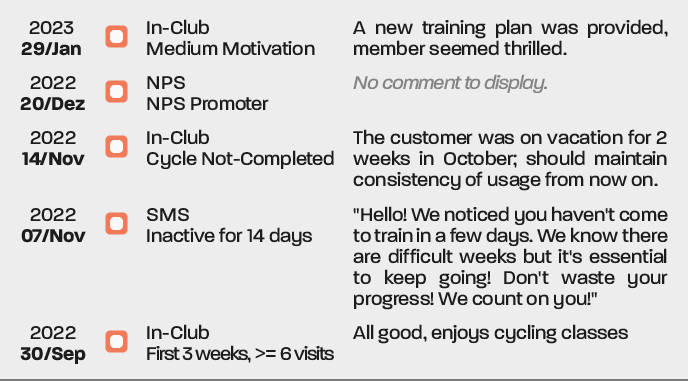 2023 In-Club A new training plan was provided,
29/Jan Medium Motivation member seemed thrilled.
2022 NPS No comment to display.
20/Dez NPS Promoter
2022 In-Club The customer was on vacation for 2
14/Nov Cycle Not-Completed weeks in October; should maintain
consistency of usage from now on.
2022 SMS "Hello! We noticed you haven't come
07/Nov Inactive for 14 days to train in a few days. We know there
are difficult weeks but it's essential
to keep going! Don't waste your
progress! We count on you!"
2022 In-Club All good, enjoys cycling classes
30/Sep First 3 weeks, >= 6 visits